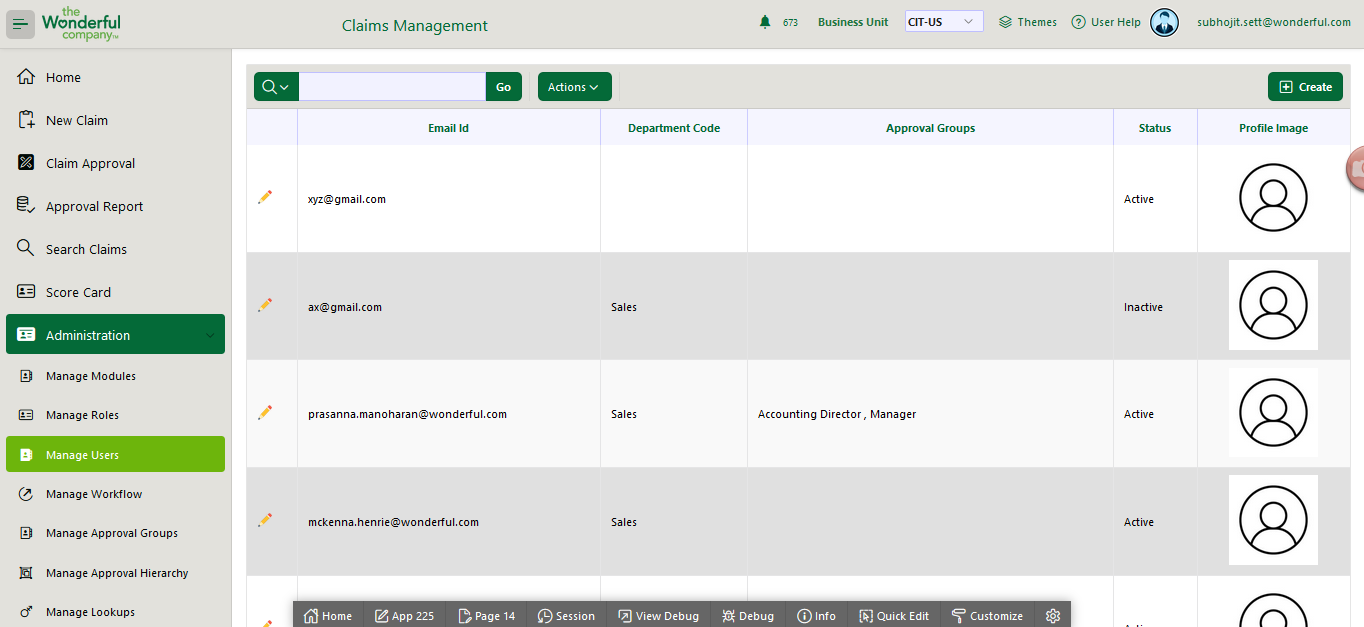 the
Wonderful
company™
Claims Management
673
Business Unit
CIT-US
Themes
User Help
subhojit.sett@wonderful.com
Home
New Claim
Claim Approval
Approval Report
Search Claims
Score Card
Administration
Manage Modules
Manage Roles
Manage Users
Manage Workflow
Manage Approval Groups
Manage Approval Hierarchy
Manage Lookups
Go
Actions
Create
Email Id
Department Code
Approval Groups
Status
Profile Image
xyz@gmail.com
Active
ax@gmail.com
Sales
Inactive
prasanna.manoharan@wonderful.com
Sales
Accounting Director , Manager
Active
mckenna.henrie@wonderful.com
Sales
Active
Home
App 225
Page 14
Session
View Debug
Debug
Info
Quick Edit
Customize